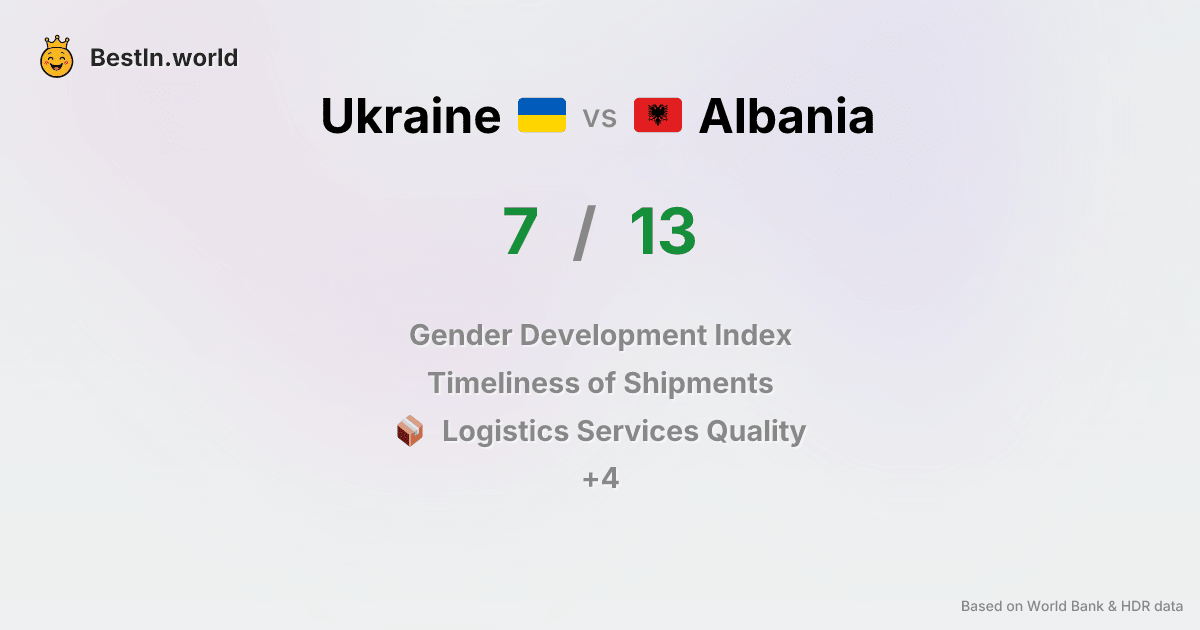 BestIn.world
Ukraine vs Albania
7 / 13
Gender Development Index
Timeliness of Shipments
Logistics Services Quality
+4
Based on World Bank & HDR data